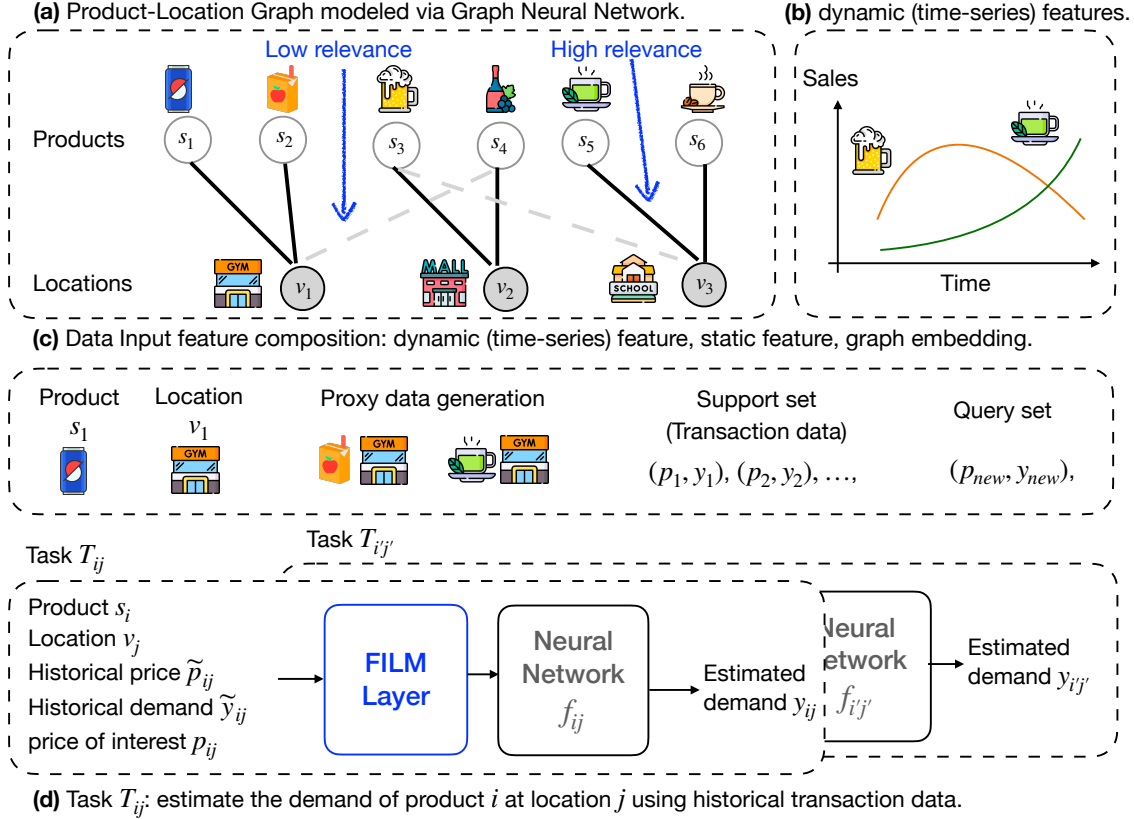 (a) Product-Location Graph modeled via Graph Neural Network.
(b) dynamic (time-series) features.
Low relevance
High relevance
Products
s₁
s₂
s₃
s₄
s₅
s₆
Locations
GYM
v₁
MALL
v₂
SCHOOL
v₃
Sales
Time
(c) Data Input feature composition: dynamic (time-series) feature, static feature, graph embedding.
Product
s₁
Location
v₁
GYM
Proxy data generation
GYM
GYM
Support set
(Transaction data)
(p₁, y₁), (p₂, y₂), …,
Query set
(pₙₑw, yₙₑw),
Task Tᵢⱼ
Task Tᵢ′ⱼ′
Product sᵢ
Location vⱼ
Historical price p̃ᵢⱼ
Historical demand ỹᵢⱼ
price of interest pᵢⱼ
FILM
Layer
Neural
Network
fᵢⱼ
Estimated
demand yᵢⱼ
Neural
Network
fᵢ′ⱼ′
Estimated
demand yᵢ′ⱼ′
(d) Task Tᵢⱼ: estimate the demand of product i at location j using historical transaction data.